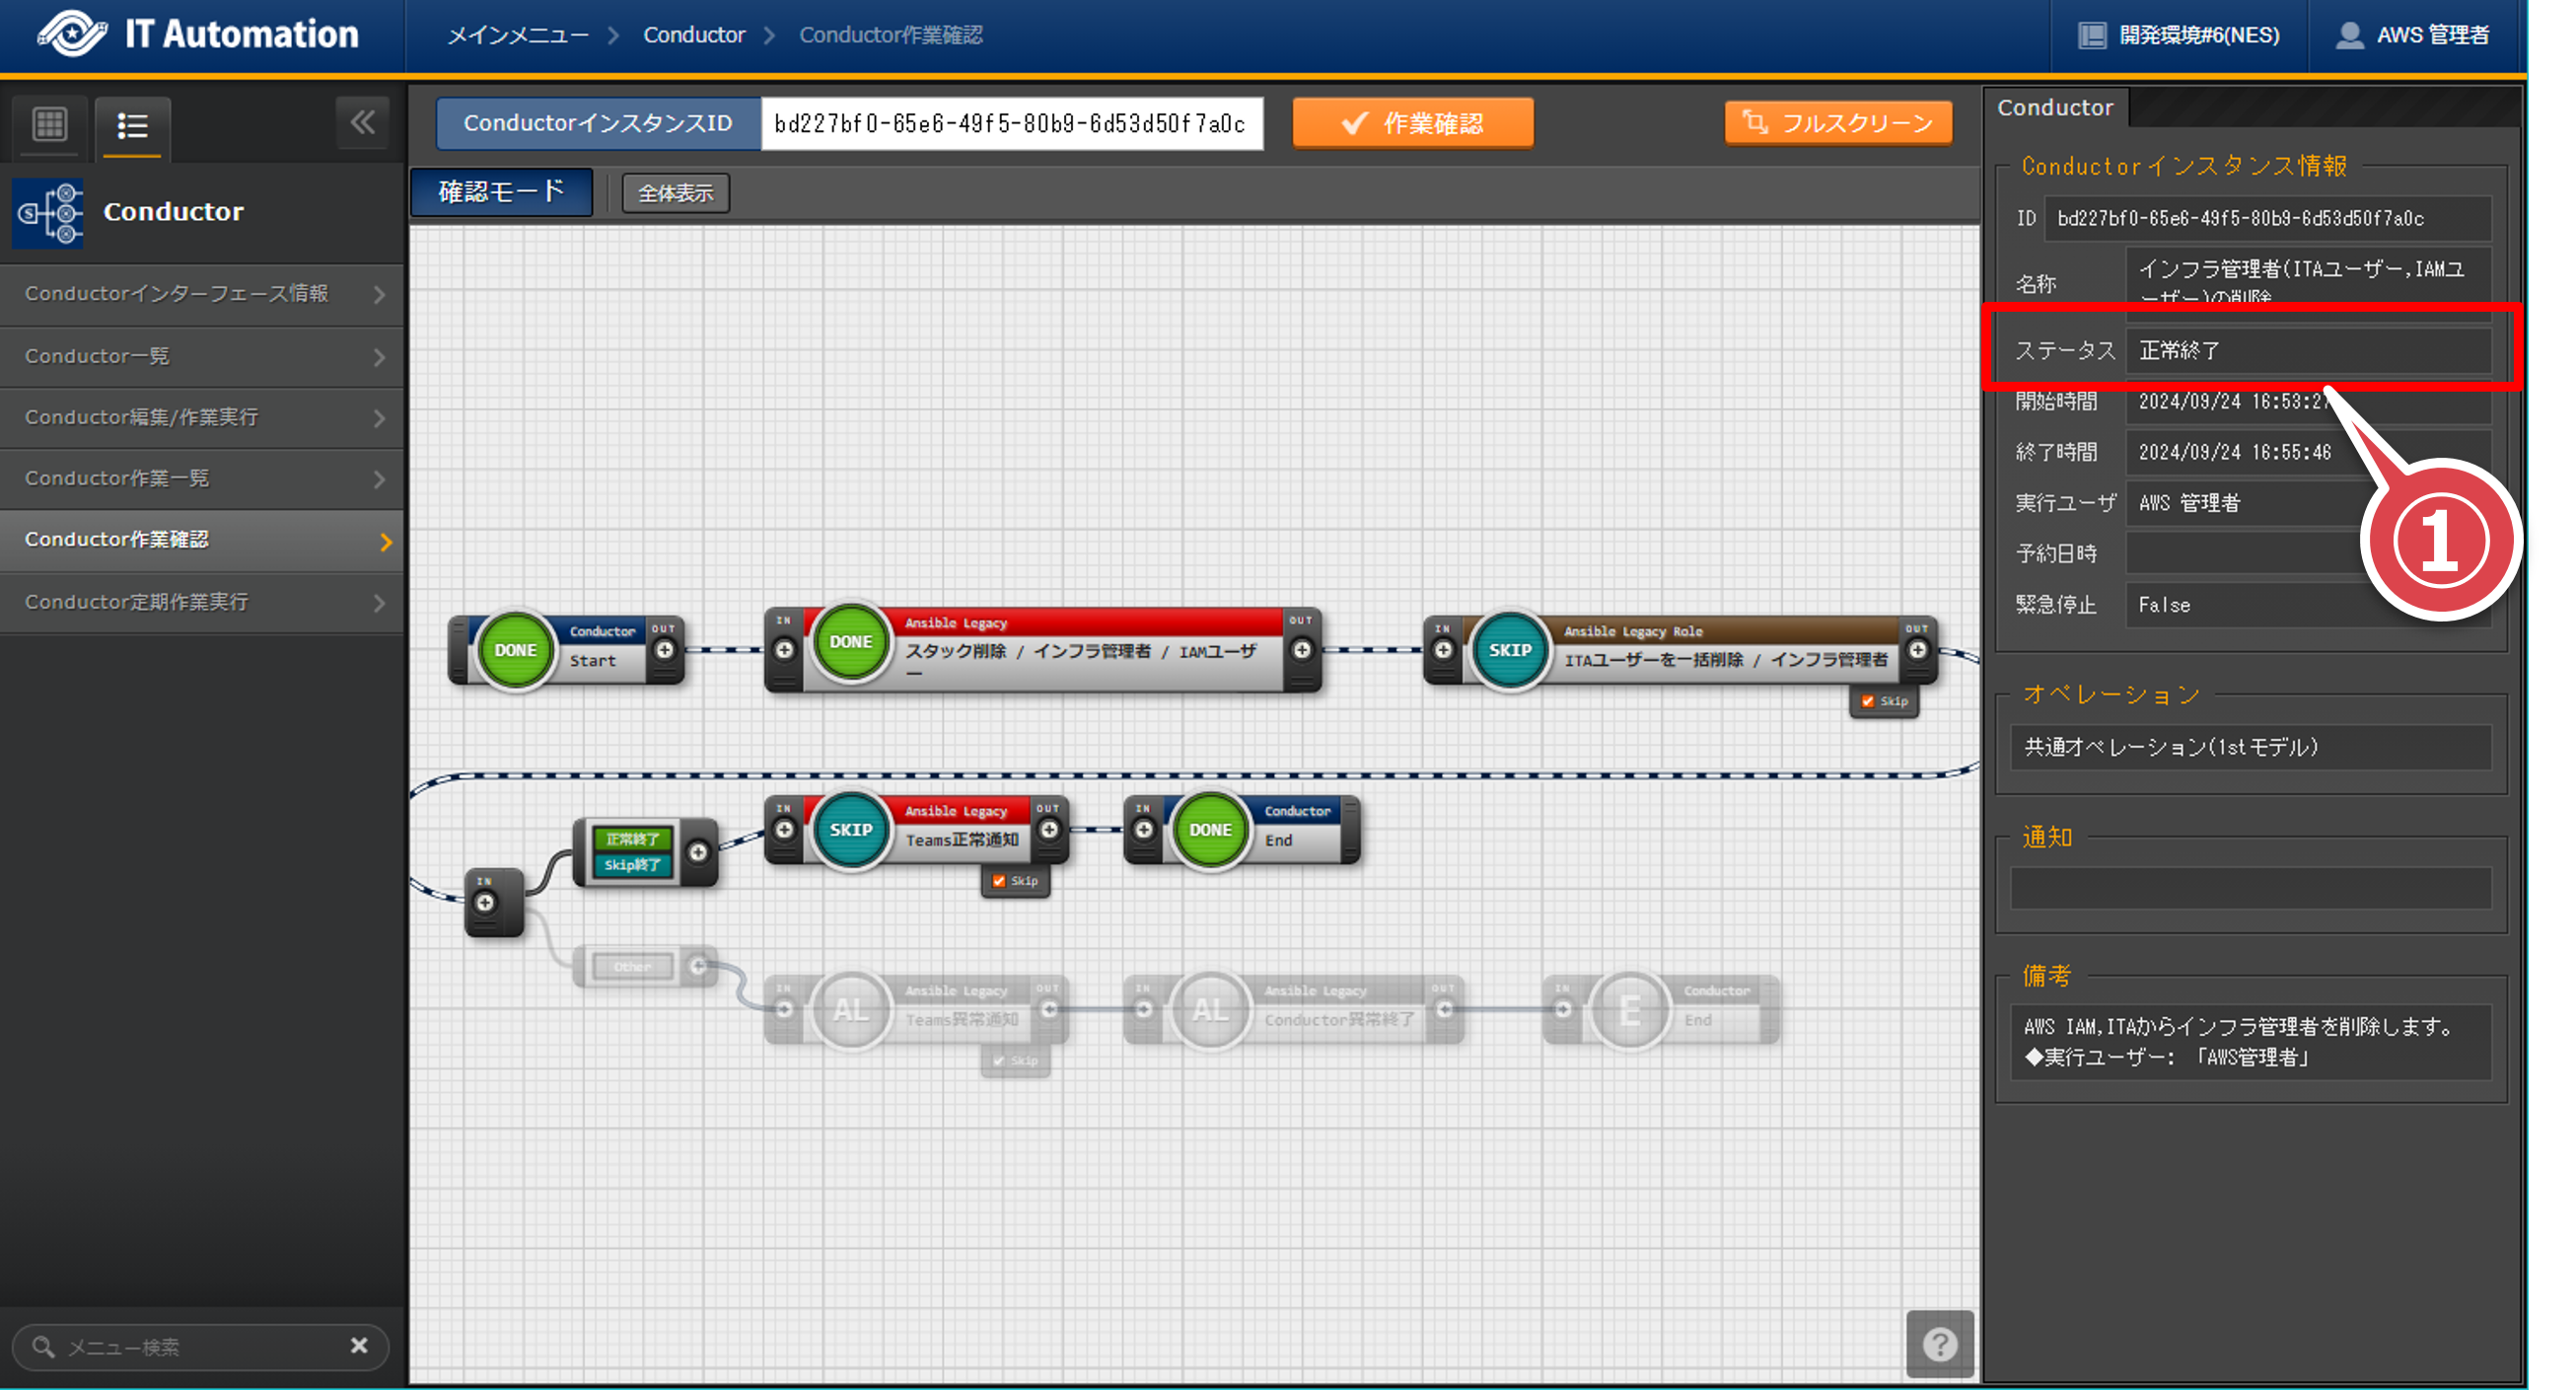 IT Automation
メインメニュー > Conductor > Conductor作業確認
開発環境#6(NES)
AWS 管理者
Conductor
Conductorインターフェース情報
Conductor一覧
Conductor編集/作業実行
Conductor作業一覧
Conductor作業確認
Conductor定期作業実行
メニュー検索
ConductorインスタンスID
bd227bf0-65e6-49f5-80b9-6d53d50f7a0c
作業確認
フルスクリーン
確認モード
全体表示
DONE
Conductor
OUT
Start
IN
DONE
Ansible Legacy
OUT
スタック削除 / インフラ管理者 / IAMユーザ
ー
IN
SKIP
Ansible Legacy Role
OUT
ITAユーザーを一括削除 / インフラ管理者
Skip
IN
正常終了
Skip終了
IN
SKIP
Ansible Legacy
OUT
Teams正常通知
Skip
IN
DONE
Conductor
End
Other
IN
AL
Ansible Legacy
OUT
Teams異常通知
Skip
IN
AL
Ansible Legacy
OUT
Conductor異常終了
IN
E
Conductor
End
?
Conductor
Conductorインスタンス情報
ID bd227bf0-65e6-49f5-80b9-6d53d50f7a0c
名称 インフラ管理者(ITAユーザー,IAMユ
ーザー)の削除
ステータス 正常終了
開始時間 2024/09/24 16:53:27
終了時間 2024/09/24 16:55:46
実行ユーザ AWS 管理者
予約日時
緊急停止 False
1
オペレーション
共通オペレーション(1stモデル)
通知
備考
AWS IAM,ITAからインフラ管理者を削除します。
◆実行ユーザー: 「AWS管理者」